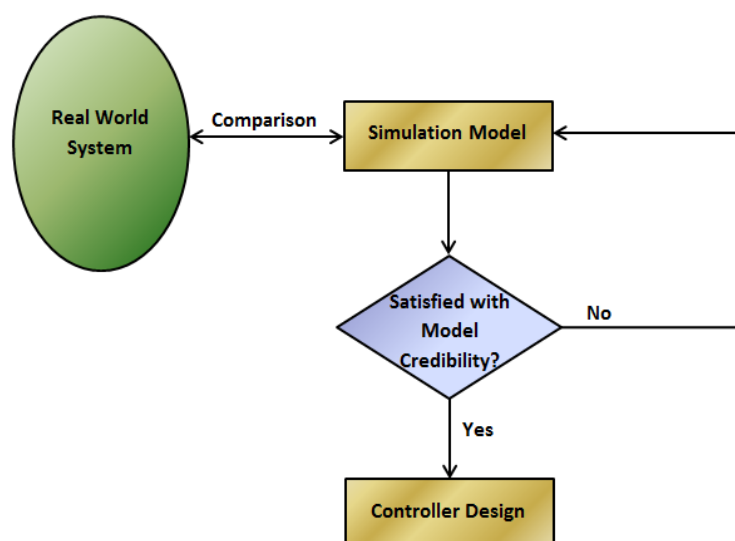 Real World
System
Comparison
Simulation Model
Satisfied with
Model
Credibility?
No
Yes
Controller Design